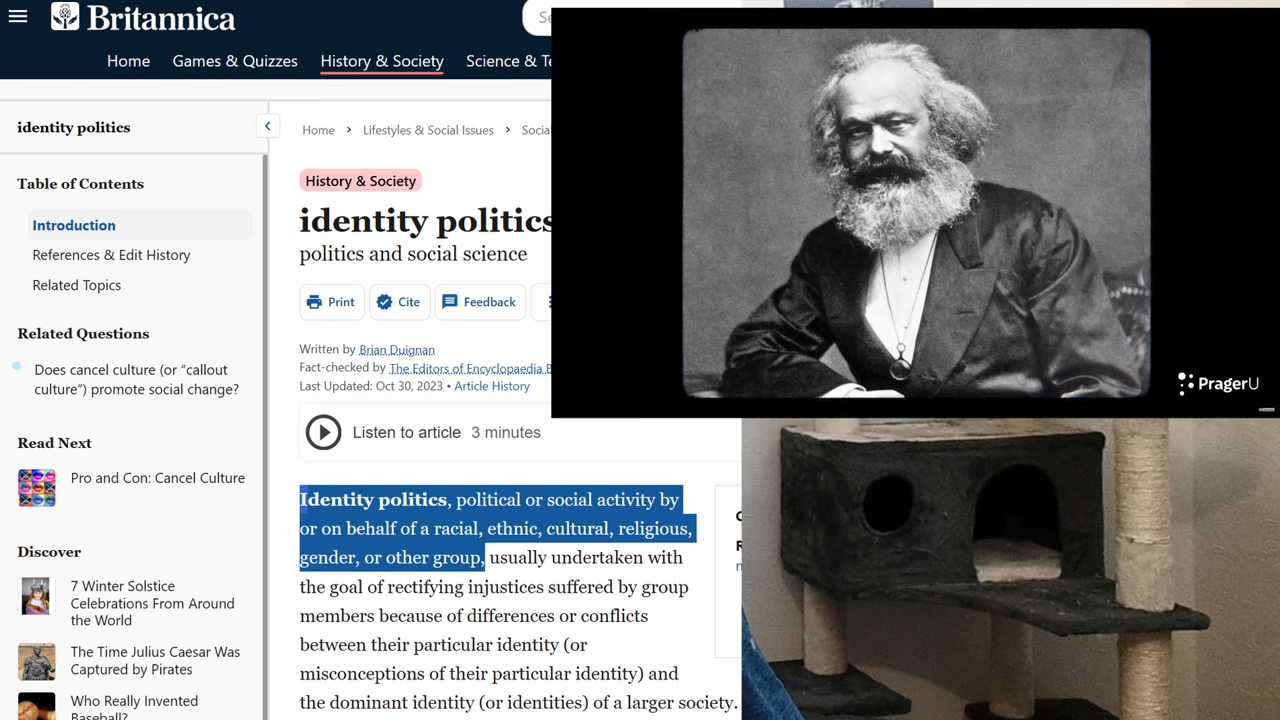 Britannica
Se
Home Games & Quizzes History & Society Science & Te
identity politics
Table of Contents
Introduction
References & Edit History
Related Topics
Related Questions
Does cancel culture (or “callout
culture”) promote social change?
Read Next
Pro and Con: Cancel Culture
Discover
7 Winter Solstice
Celebrations From Around
the World
The Time Julius Caesar Was
Captured by Pirates
Who Really Invented
Baseball?
Home > Lifestyles & Social Issues > Socia
History & Society
identity politics
politics and social science
Print Cite Feedback
Written by Brian Duignan
Fact-checked by The Editors of Encyclopaedia B
Last Updated: Oct 30, 2023 • Article History
Listen to article 3 minutes
Identity politics, political or social activity by
or on behalf of a racial, ethnic, cultural, religious,
gender, or other group, usually undertaken with
the goal of rectifying injustices suffered by group
members because of differences or conflicts
between their particular identity (or
misconceptions of their particular identity) and
the dominant identity (or identities) of a larger society.
PragerU